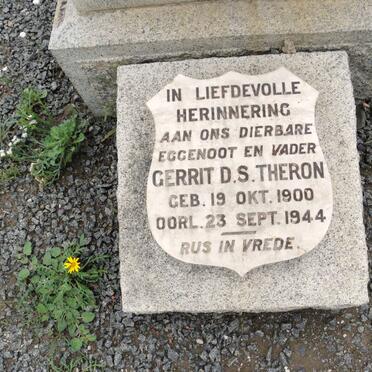 IN LIEFDEVOLLE
HERINNERING
AAN ONS DIERBARE
EGGENOOT EN VADER
GERRIT D.S. THERON
GEB. 19 OKT. 1900
OORL. 23 SEPT. 1944
RUS IN VREDE.